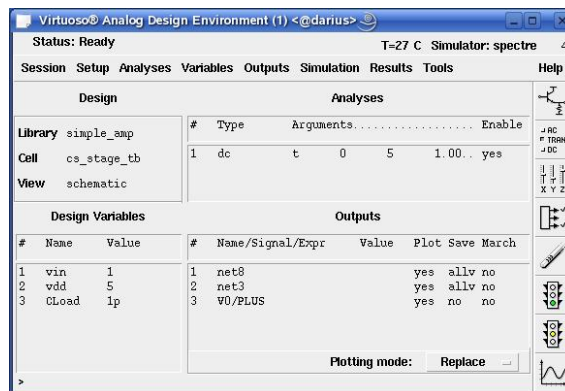 Virtuoso® Analog Design Environment (1) <@darius>
Status: Ready
T=27 C Simulator: spectre 4
Session Setup Analyses Variables Outputs Simulation Results Tools Help
Design
Analyses
Library simple_amp
Cell cs_stage_tb
View schematic
# Type Arguments................... Enable
1 dc t 0 5 1.00.. yes
Design Variables
Outputs
# Name Value
1 vin 1
2 vdd 5
3 CLoad 1p
# Name/Signal/Expr Value Plot Save March
1 net8 yes allv no
2 net3 yes allv no
3 V0/PLUS yes no no
Plotting mode: Replace
>
AC
TRAN
DC
X Y Z